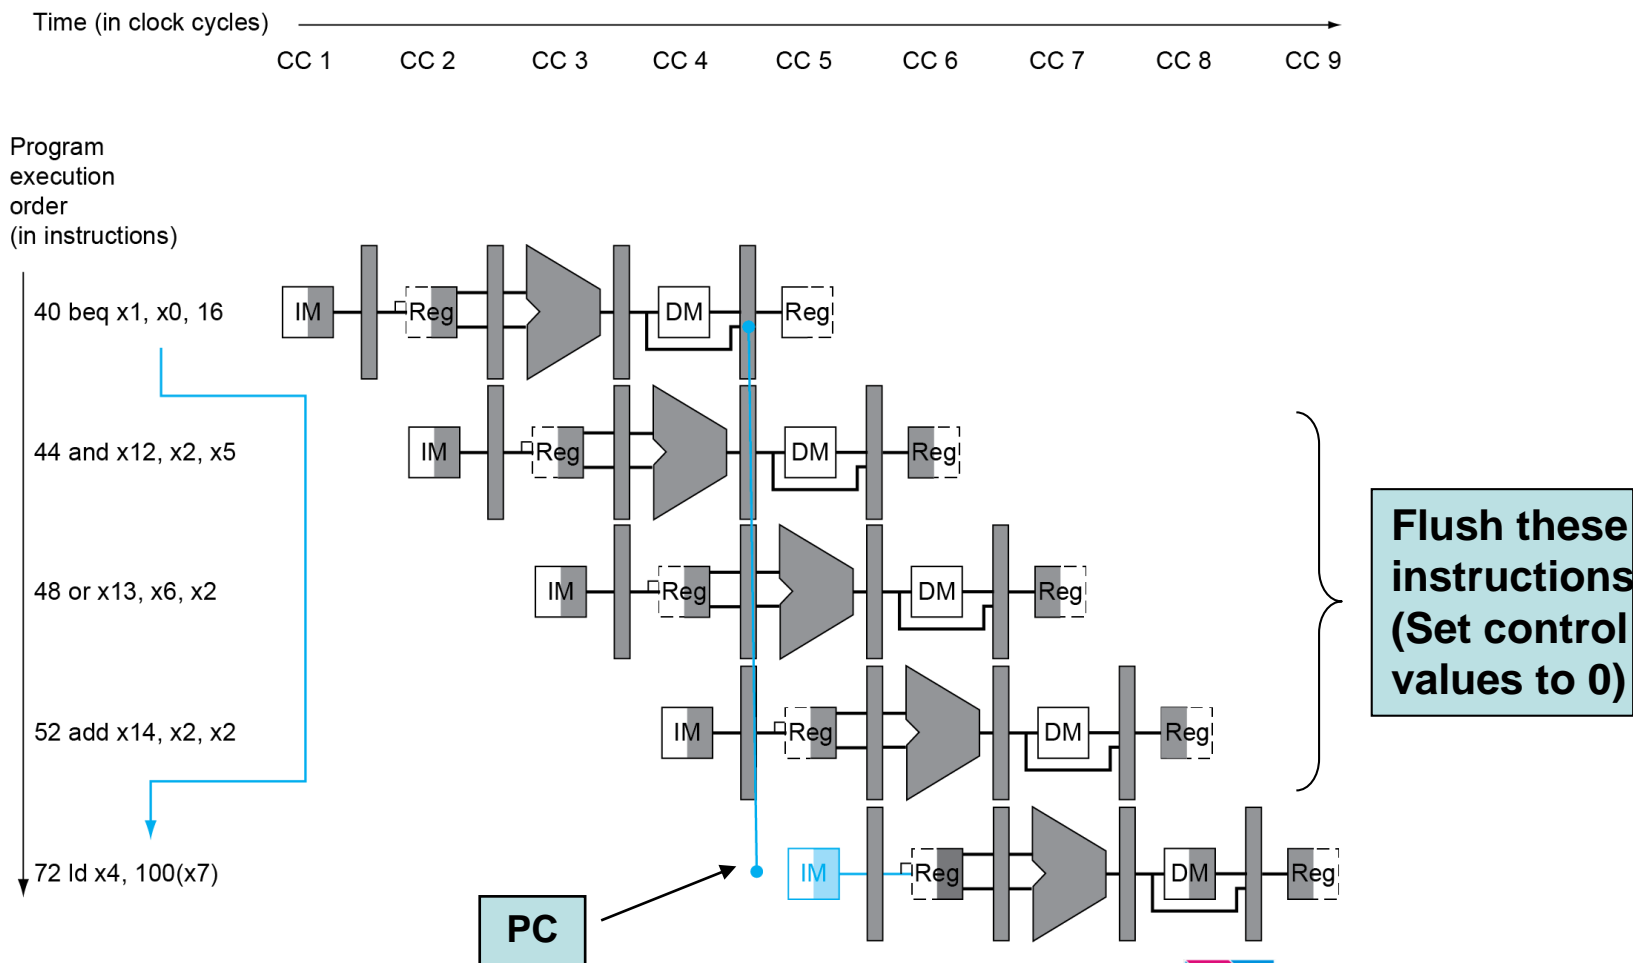 Time (in clock cycles)
CC 1 CC 2 CC 3 CC 4 CC 5 CC 6 CC 7 CC 8 CC 9
Program
execution
order
(in instructions)
40 beq x1, x0, 16
IM Reg DM Reg
44 and x12, x2, x5
IM Reg DM Reg
48 or x13, x6, x2
IM Reg DM Reg
52 add x14, x2, x2
IM Reg DM Reg
72 ld x4, 100(x7)
IM Reg DM Reg
Flush these
instructions
(Set control
values to 0)
PC